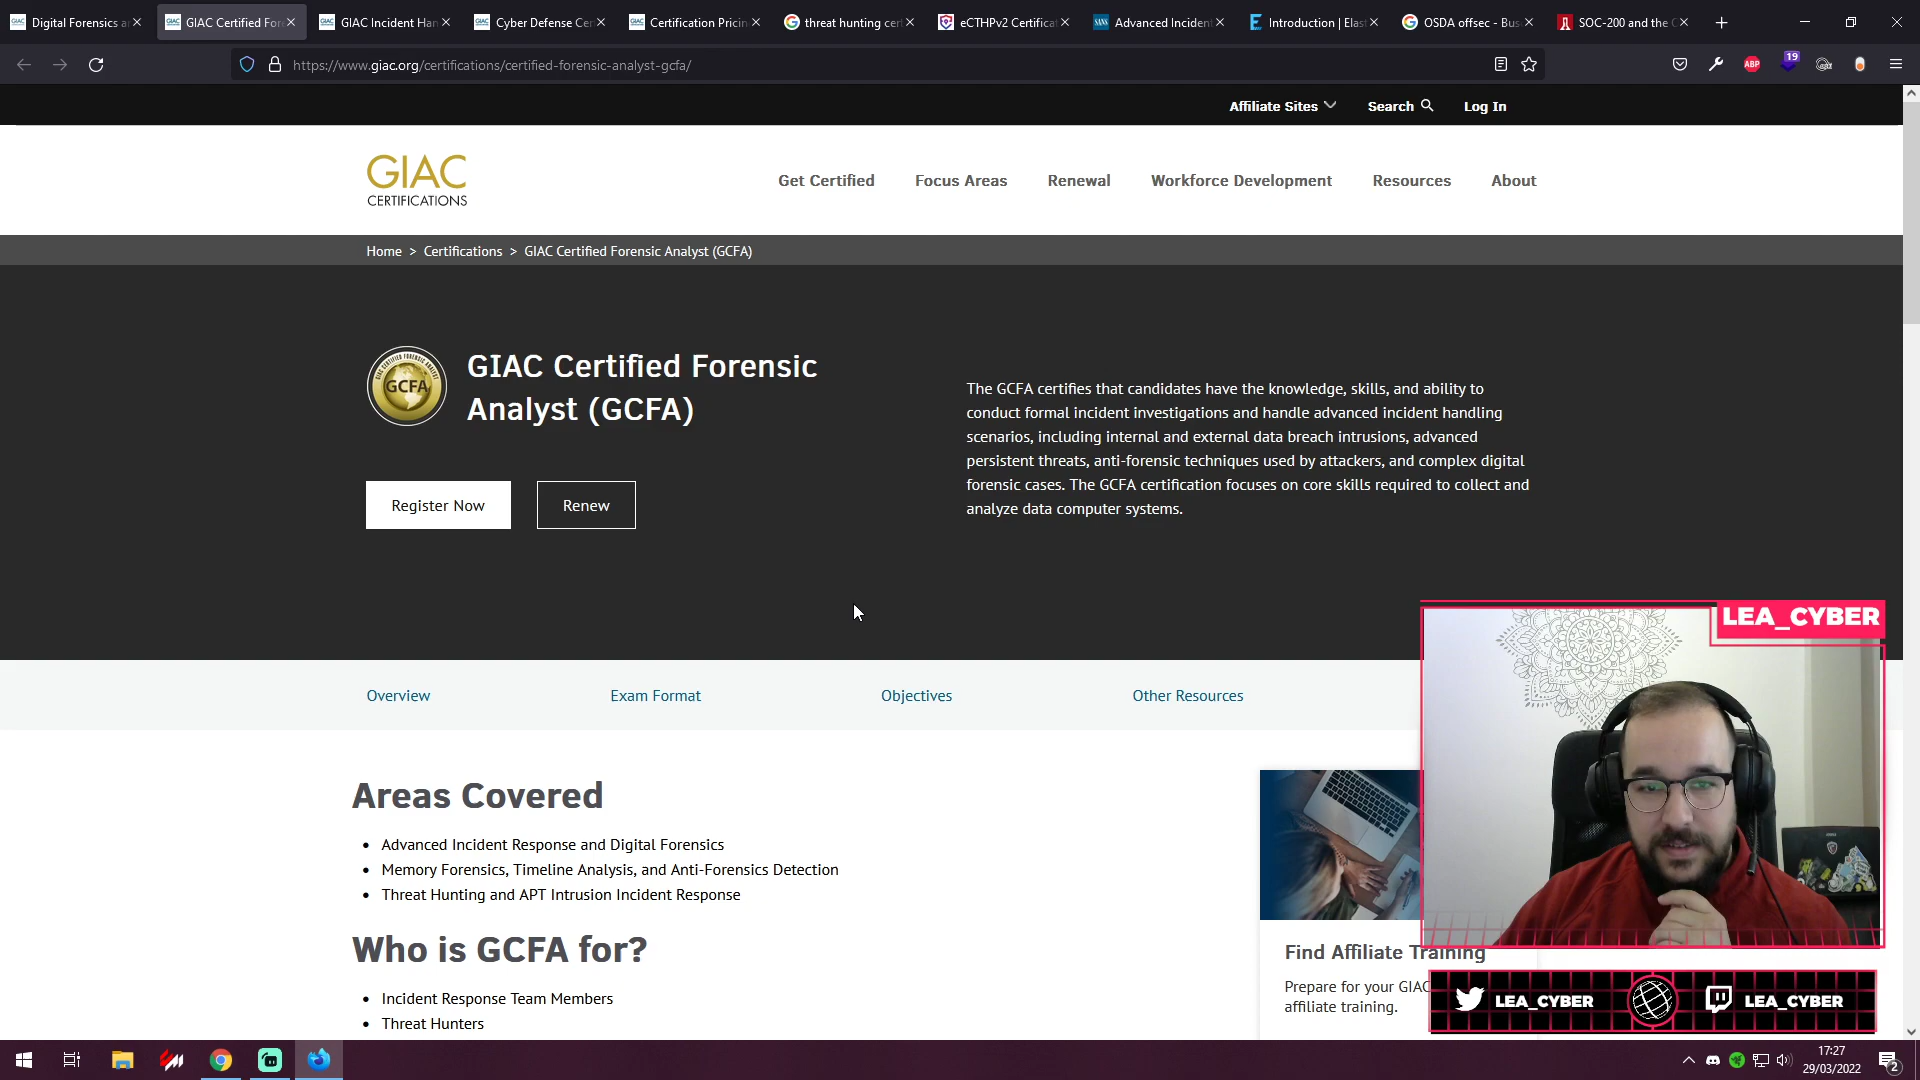 Digital Forensics a
GIAC Certified For
GIAC Incident Han
Cyber Defense Cer
Certification Pricin
threat hunting cert
eCTHPv2 Certifica
Advanced Incident
Introduction | Elast
OSDA offsec - Bus
SOC-200 and the O
https://www.giac.org/certifications/certified-forensic-analyst-gcfa/
ABP
19
Affiliate Sites
Search
Log In
GIAC
CERTIFICATIONS
Get Certified
Focus Areas
Renewal
Workforce Development
Resources
About
Home > Certifications > GIAC Certified Forensic Analyst (GCFA)
GCFA
GIAC Certified Forensic
Analyst (GCFA)
Register Now
Renew
The GCFA certifies that candidates have the knowledge, skills, and ability to
conduct formal incident investigations and handle advanced incident handling
scenarios, including internal and external data breach intrusions, advanced
persistent threats, anti-forensic techniques used by attackers, and complex digital
forensic cases. The GCFA certification focuses on core skills required to collect and
analyze data computer systems.
Overview
Exam Format
Objectives
Other Resources
Areas Covered
• Advanced Incident Response and Digital Forensics
• Memory Forensics, Timeline Analysis, and Anti-Forensics Detection
• Threat Hunting and APT Intrusion Incident Response
Who is GCFA for?
• Incident Response Team Members
• Threat Hunters
Find Affiliate Training
Prepare for your GIAC
affiliate training.
LEA_CYBER
LEA_CYBER
LEA_CYBER
17:27
29/03/2022
2